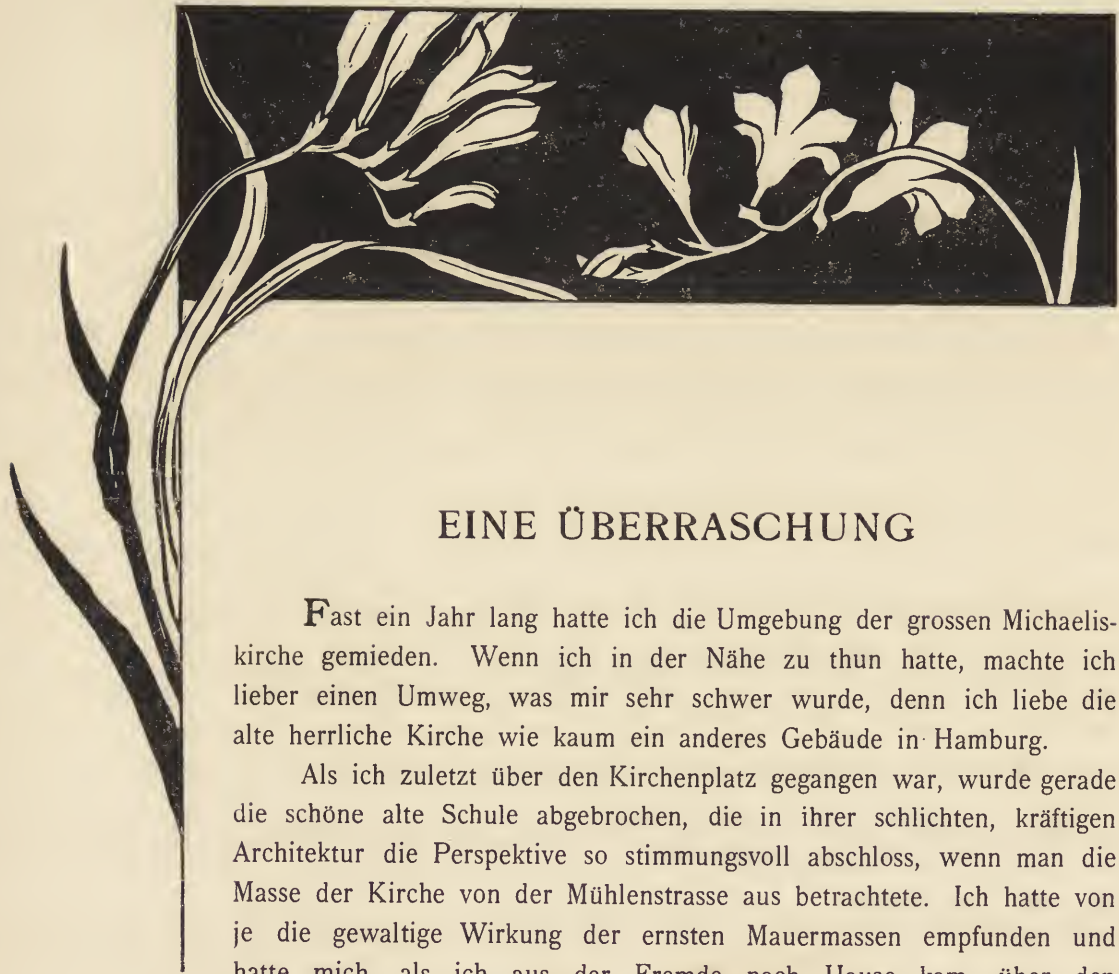 EINE ÜBERRASCHUNG
Fast ein Jahr lang hatte ich die Umgebung der grossen Michaelis-
kirche gemieden. Wenn ich in der Nähe zu thun hatte, machte ich
lieber einen Umweg, was mir sehr schwer wurde, denn ich liebe die
alte herrliche Kirche wie kaum ein anderes Gebäude in Hamburg.
Als ich zuletzt über den Kirchenplatz gegangen war, wurde gerade
die schöne alte Schule abgebrochen, die in ihrer schlichten, kräftigen
Architektur die Perspektive so stimmungsvoll abschloss, wenn man die
Masse der Kirche von der Mühlenstrasse aus betrachtete. Ich hatte von
je die gewaltige Wirkung der ernsten Mauermassen empfunden und
hatte mich, als ich aus der Fremde nach Hause kam, über den